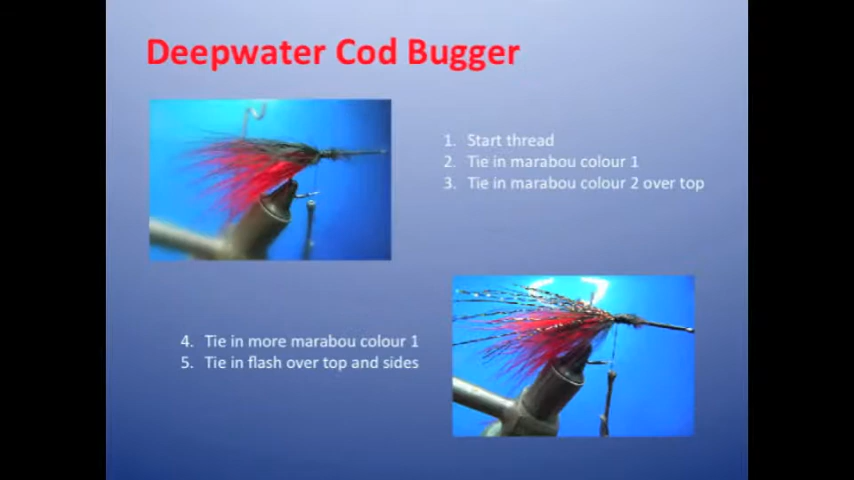 Deepwater Cod Bugger
1. Start thread
2. Tie in marabou colour 1
3. Tie in marabou colour 2 over top
4. Tie in more marabou colour 1
5. Tie in flash over top and sides